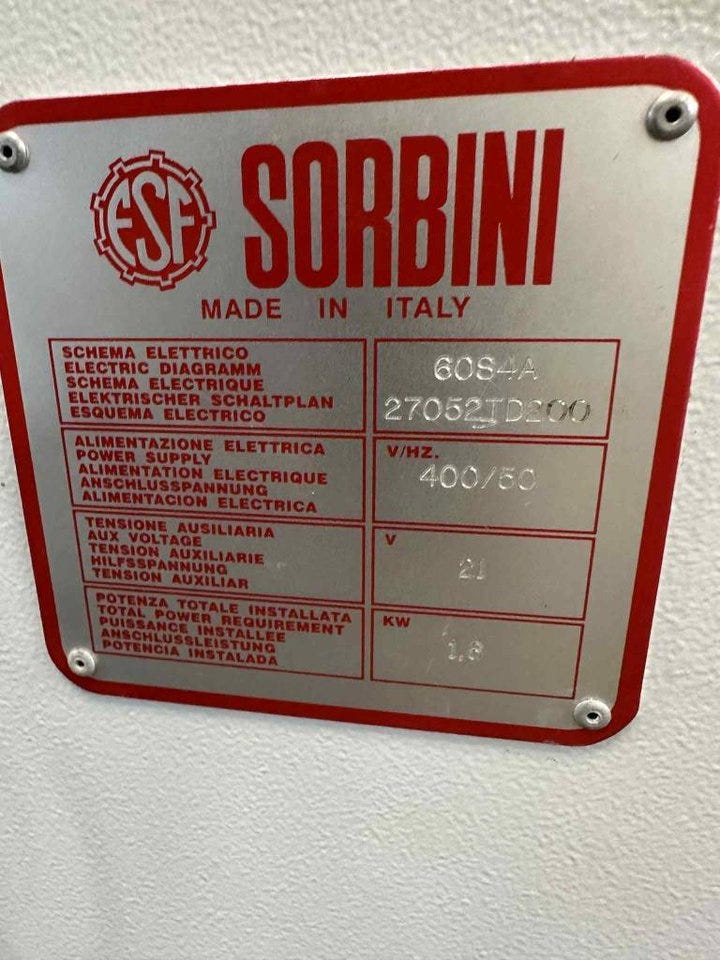 FSF SORBINI
MADE IN ITALY
SCHEMA ELETTRICO
ELECTRIC DIAGRAMM
SCHEMA ELECTRIQUE
ELEKTRISCHER SCHALTPLAN
ESQUEMA ELECTRICO
60S4A
27052TD200
ALIMENTAZIONE ELETTRICA
POWER SUPPLY
ALIMENTATION ELECTRIQUE
ANSCHLUSSPANNUNG
ALIMENTACION ELECTRICA
V/HZ.
400/50
TENSIONE AUSILIARIA
AUX VOLTAGE
TENSION AUXILIARIE
HILFSSPANNUNG
TENSION AUXILIAR
V
POTENZA TOTALE INSTALLATA
TOTAL POWER REQUIREMENT
PUISSANCE INSTALLEE
ANSCHLUSSLEISTUNG
POTENCIA INSTALADA
KW